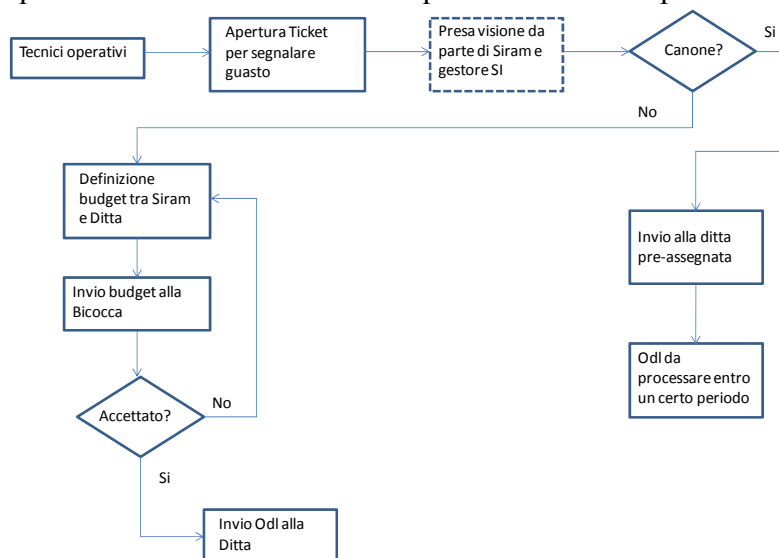 Tecnici operativi
Apertura Ticket
per segnalare
guasto
Presa visione da
parte di Siram e
gestore SI
Canone?
Si
No
Definizione
budget tra Siram
e Ditta
Invio alla ditta
pre-assegnata
Invio budget alla
Bicocca
Odl da
processare entro
un certo periodo
Accettato?
No
Si
Invio Odl alla
Ditta